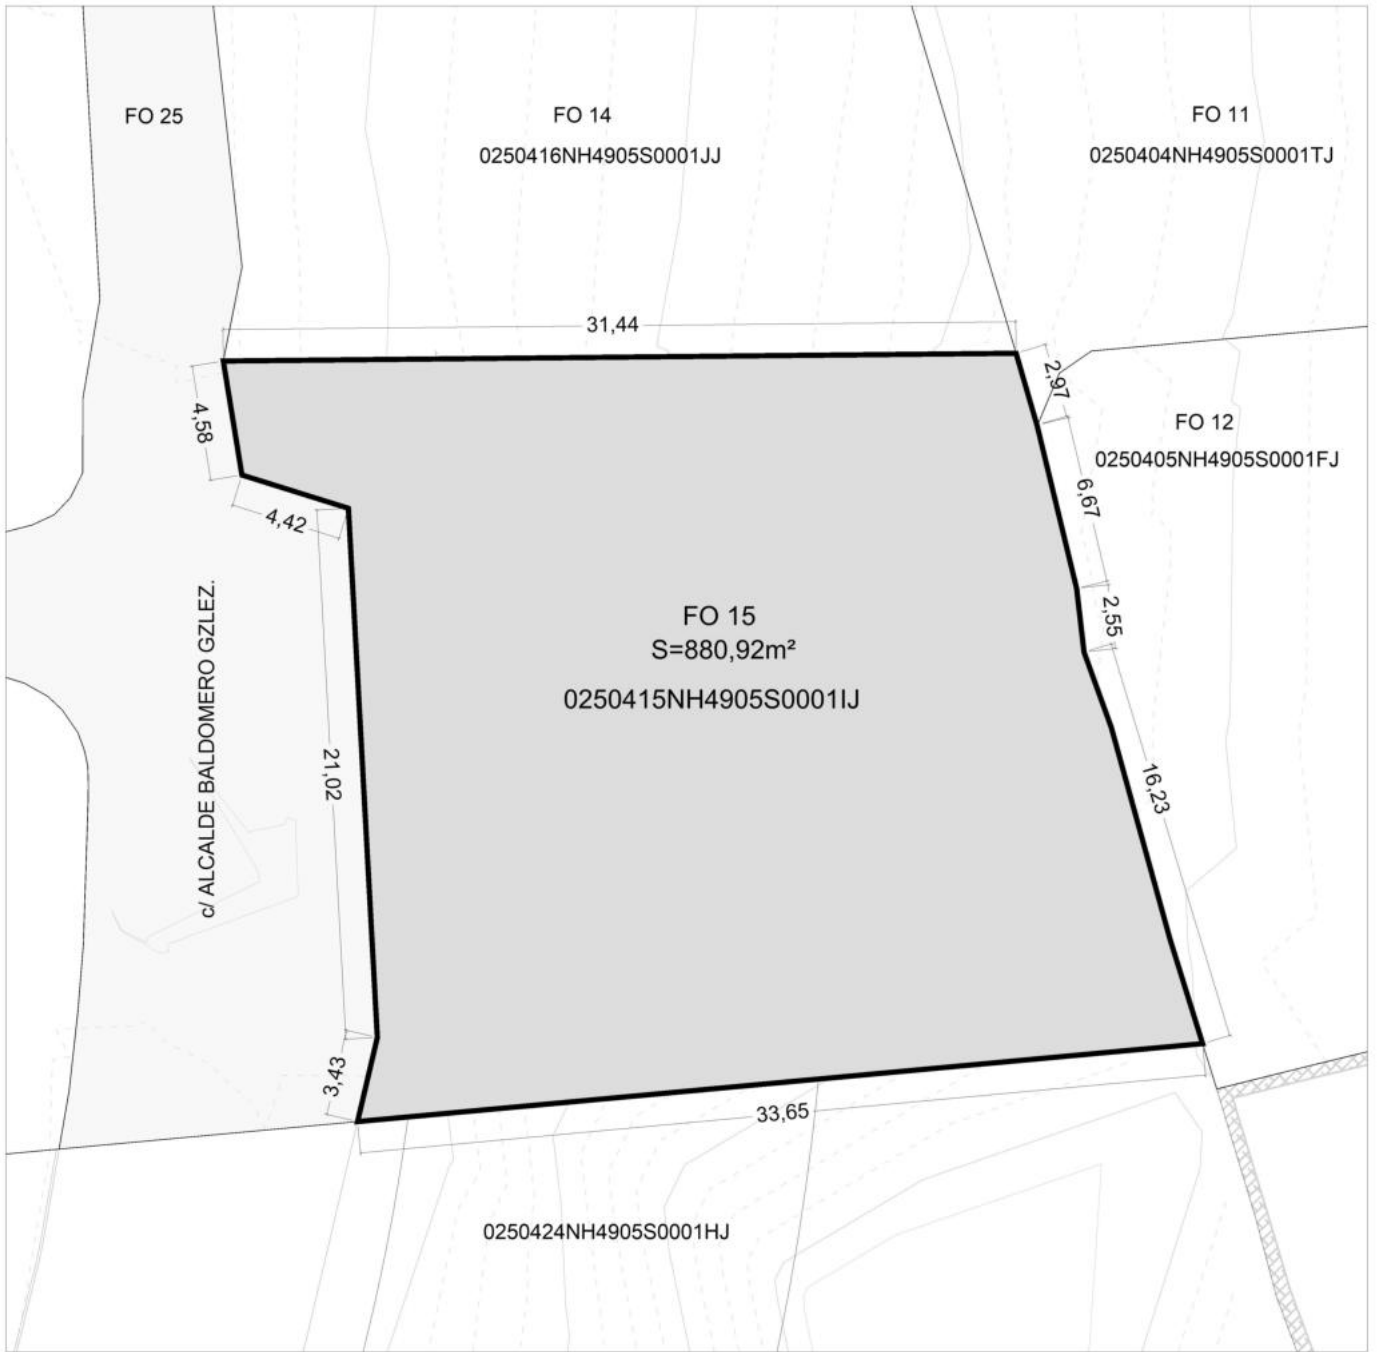 FO 25
FO 14
0250416NH4905S0001JJ
FO 11
0250404NH4905S0001TJ
31,44
2,97
4,58
FO 12
0250405NH4905S0001FJ
4,42
6,67
c/ ALCALDE BALDOMERO GZLEZ.
FO 15
S=880,92m²
0250415NH4905S0001IJ
2,55
21,02
16,23
3,43
33,65
0250424NH4905S0001HJ